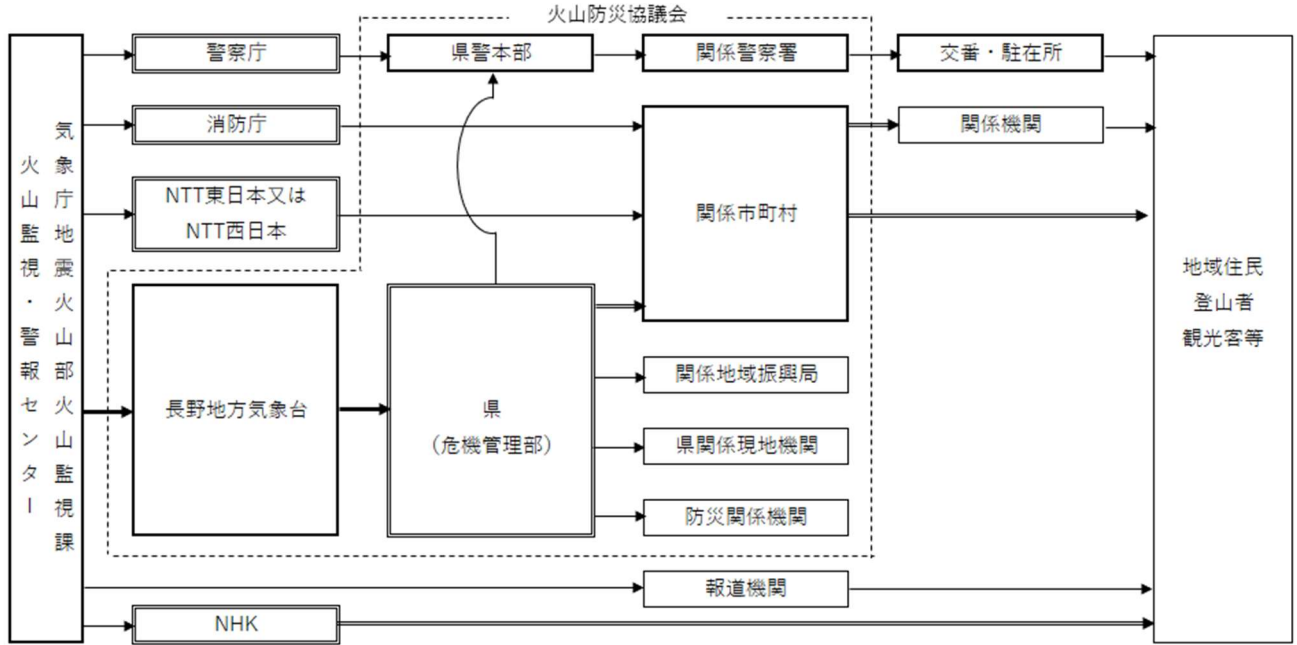 火山防災協議会
気象庁地震火山部火山監視課
火山監視・警報センター
警察庁
県警本部
関係警察署
交番・駐在所
消防庁
関係機関
NTT東日本又は
NTT西日本
関係市町村
地域住民
登山者
観光客等
長野地方気象台
県
（危機管理部）
関係地域振興局
県関係現地機関
防災関係機関
報道機関
NHK